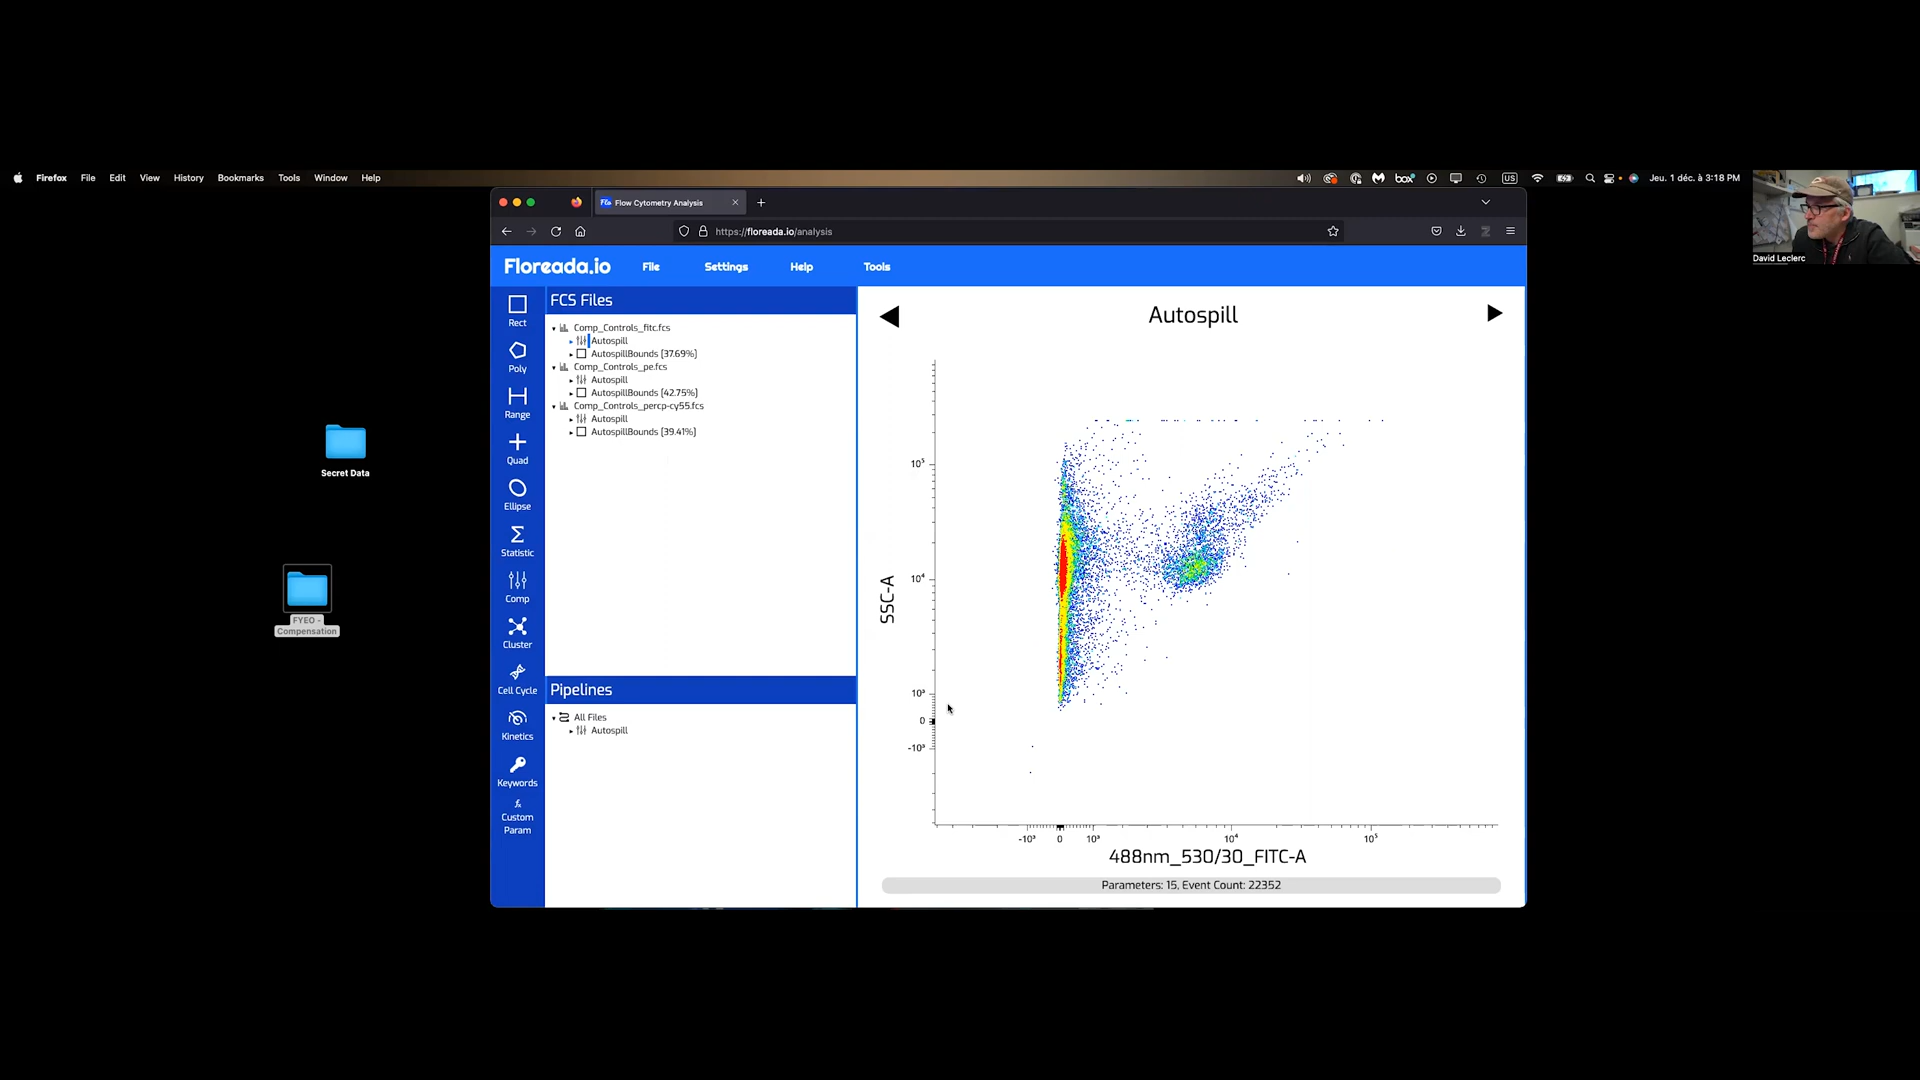 Firefox File Edit View History Bookmarks Tools Window Help
box US Jeu. 1 déc. à 3:18 PM
David Leclerc
Secret Data
FYEO -
Compensation
Flo Flow Cytometry Analysis
https://floreada.io/analysis
Floreada.io File Settings Help Tools
Rect
Poly
Range
Quad
Ellipse
Statistic
Comp
Cluster
Cell Cycle
Kinetics
Keywords
fx
Custom
Param
FCS Files
Comp_Controls_fitc.fcs
Autospill
AutospillBounds [37.69%]
Comp_Controls_pe.fcs
Autospill
AutospillBounds [42.75%]
Comp_Controls_percp-cy55.fcs
Autospill
AutospillBounds [39.41%]
Pipelines
All Files
Autospill
Autospill
SSC-A
10⁵
10⁴
10³
0
-10³
-10³ 0 10³ 10⁴ 10⁵
488nm_530/30_FITC-A
Parameters: 15, Event Count: 22352